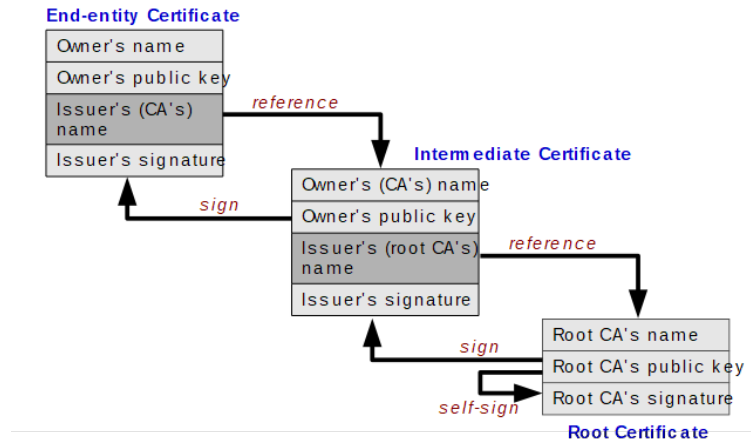 End-entity Certificate
Owner's name
Owner's public key
Issuer's (CA's)
name
Issuer's signature
reference
sign
Intermediate Certificate
Owner's (CA's) name
Owner's public key
Issuer's (root CA's)
name
Issuer's signature
reference
sign
self-sign
Root CA's name
Root CA's public key
Root CA's signature
Root Certificate